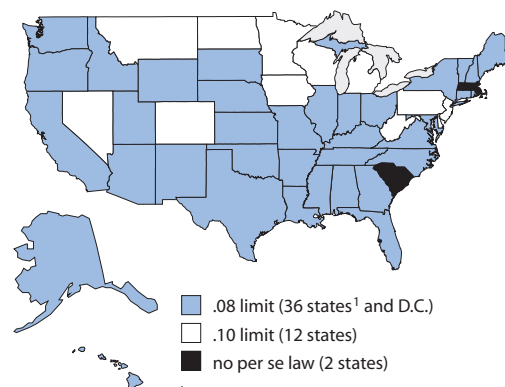 .08 limit (36 states¹ and D.C.)
.10 limit (12 states)
no per se law (2 states)